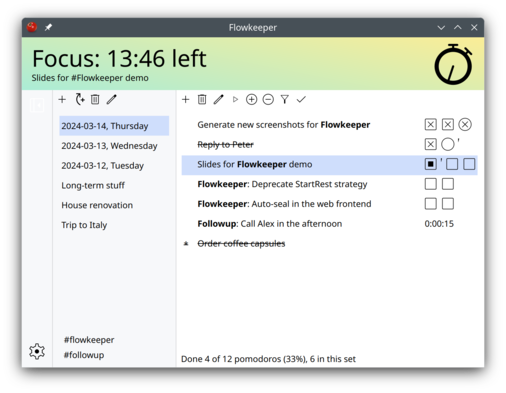 Flowkeeper
Focus: 13:46 left
Slides for #Flowkeeper demo
2024-03-14, Thursday
2024-03-13, Wednesday
2024-03-12, Tuesday
Long-term stuff
House renovation
Trip to Italy
#flowkeeper
#followup
Generate new screenshots for Flowkeeper
Reply to Peter
Slides for Flowkeeper demo
Flowkeeper: Deprecate StartRest strategy
Flowkeeper: Auto-seal in the web frontend
Followup: Call Alex in the afternoon 0:00:15
Order coffee capsules
Done 4 of 12 pomodoros (33%), 6 in this set